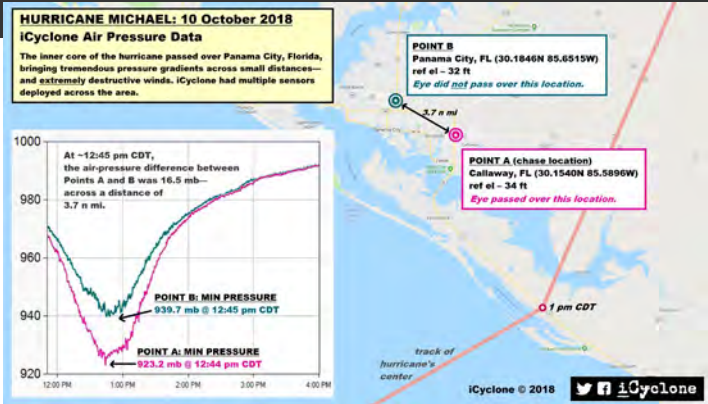 HURRICANE MICHAEL: 10 October 2018
iCyclone Air Pressure Data
The inner core of the hurricane passed over Panama City, Florida,
bringing tremendous pressure gradients across small distances—
and extremely destructive winds. iCyclone had multiple sensors
deployed across the area.
POINT B
Panama City, FL (30.1846N 85.6515W)
ref el – 32 ft
Eye did not pass over this location.
3.7 n mi
POINT A (chase location)
Callaway, FL (30.1540N 85.5896W)
ref el – 34 ft
Eye passed over this location.
1000
980
960
940
920
At ~12:45 pm CDT,
the air-pressure difference between
Points A and B was 16.5 mb—
across a distance of
3.7 n mi.
POINT B: MIN PRESSURE
939.7 mb @ 12:45 pm CDT
POINT A: MIN PRESSURE
923.2 mb @ 12:44 pm CDT
12:00 PM
1:00 PM
2:00 PM
3:00 PM
4:00 PM
1 pm CDT
track of
hurricane's
center
iCyclone © 2018
iCyclone